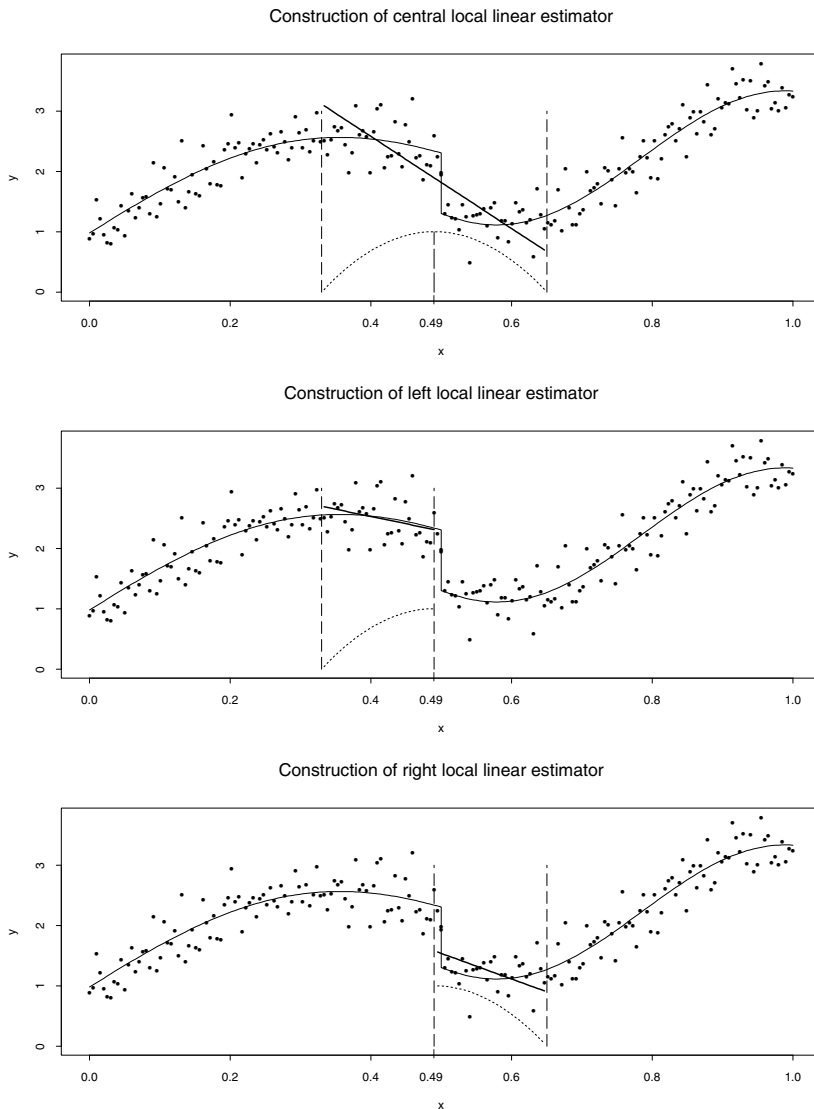 Construction of central local linear estimator
3
2
1
0
y
0.0 0.2 0.4 0.49 0.6 0.8 1.0
x
Construction of left local linear estimator
3
2
1
0
y
0.0 0.2 0.4 0.49 0.6 0.8 1.0
x
Construction of right local linear estimator
3
2
1
0
y
0.0 0.2 0.4 0.49 0.6 0.8 1.0
x